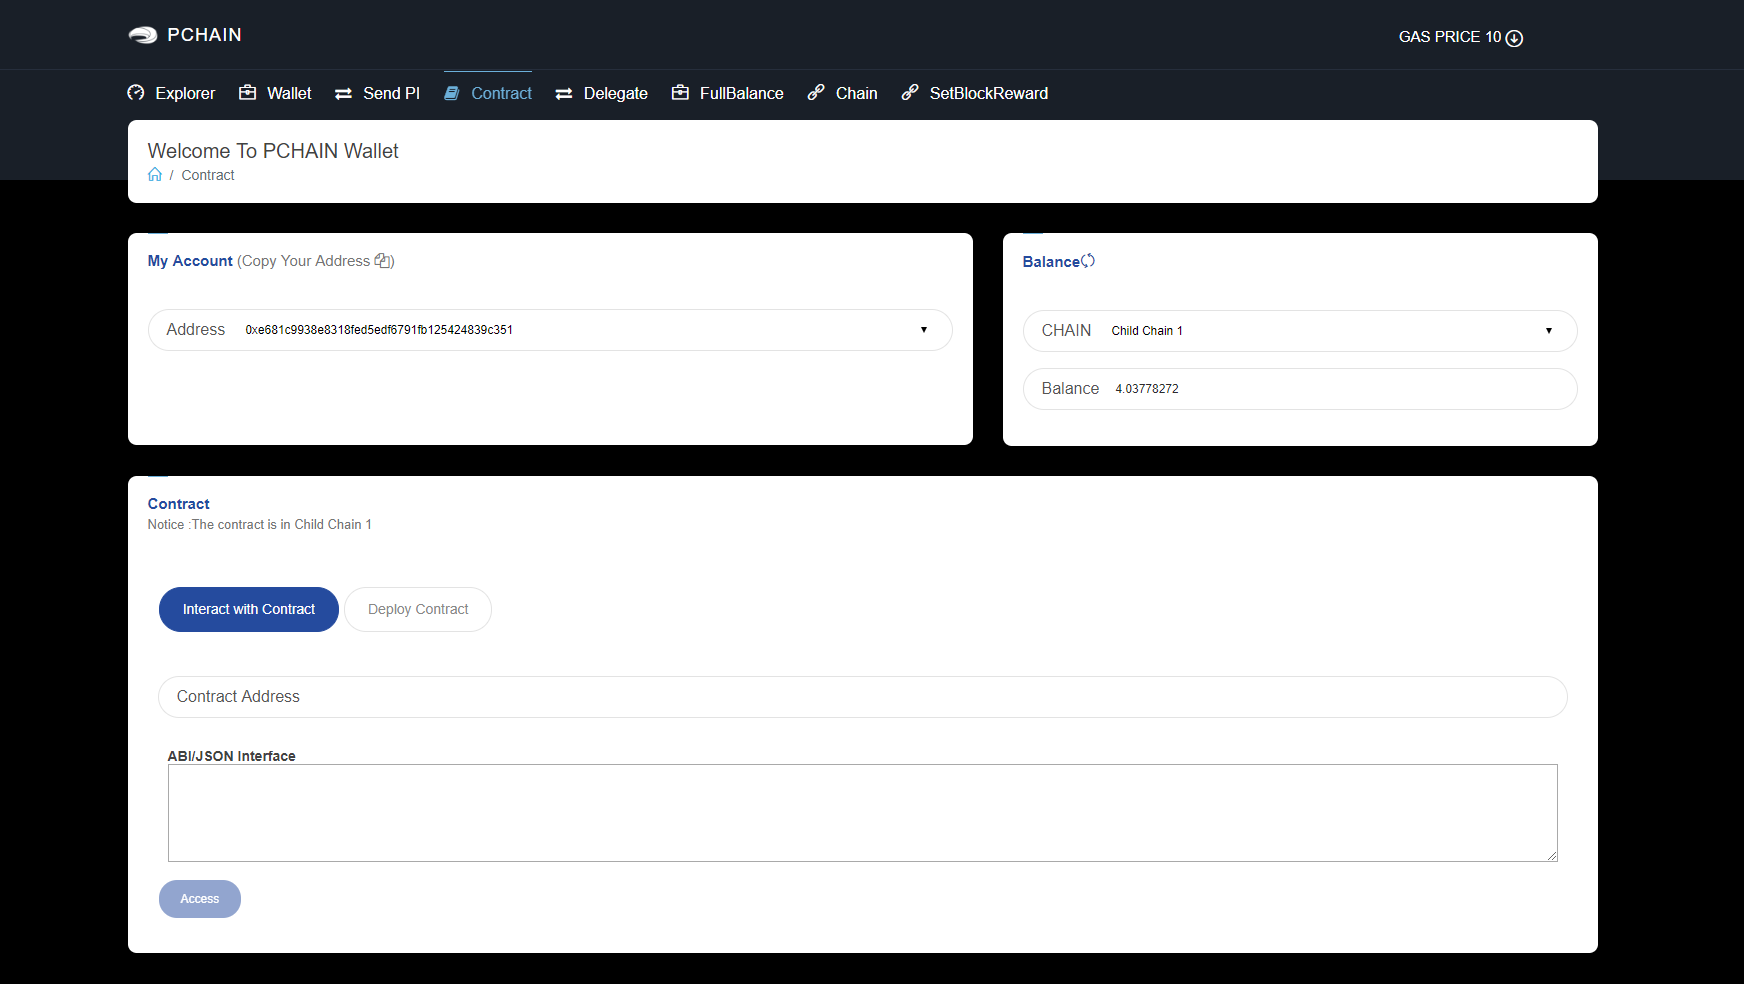 PCHAIN
GAS PRICE 10
Explorer Wallet Send PI Contract Delegate FullBalance Chain SetBlockReward
Welcome To PCHAIN Wallet
/ Contract
My Account (Copy Your Address )
Address 0xe681c9938e8318fed5edf6791fb125424839c351
Balance
CHAIN Child Chain 1
Balance 4.03778272
Contract
Notice :The contract is in Child Chain 1
Interact with Contract Deploy Contract
Contract Address
ABI/JSON Interface
Access